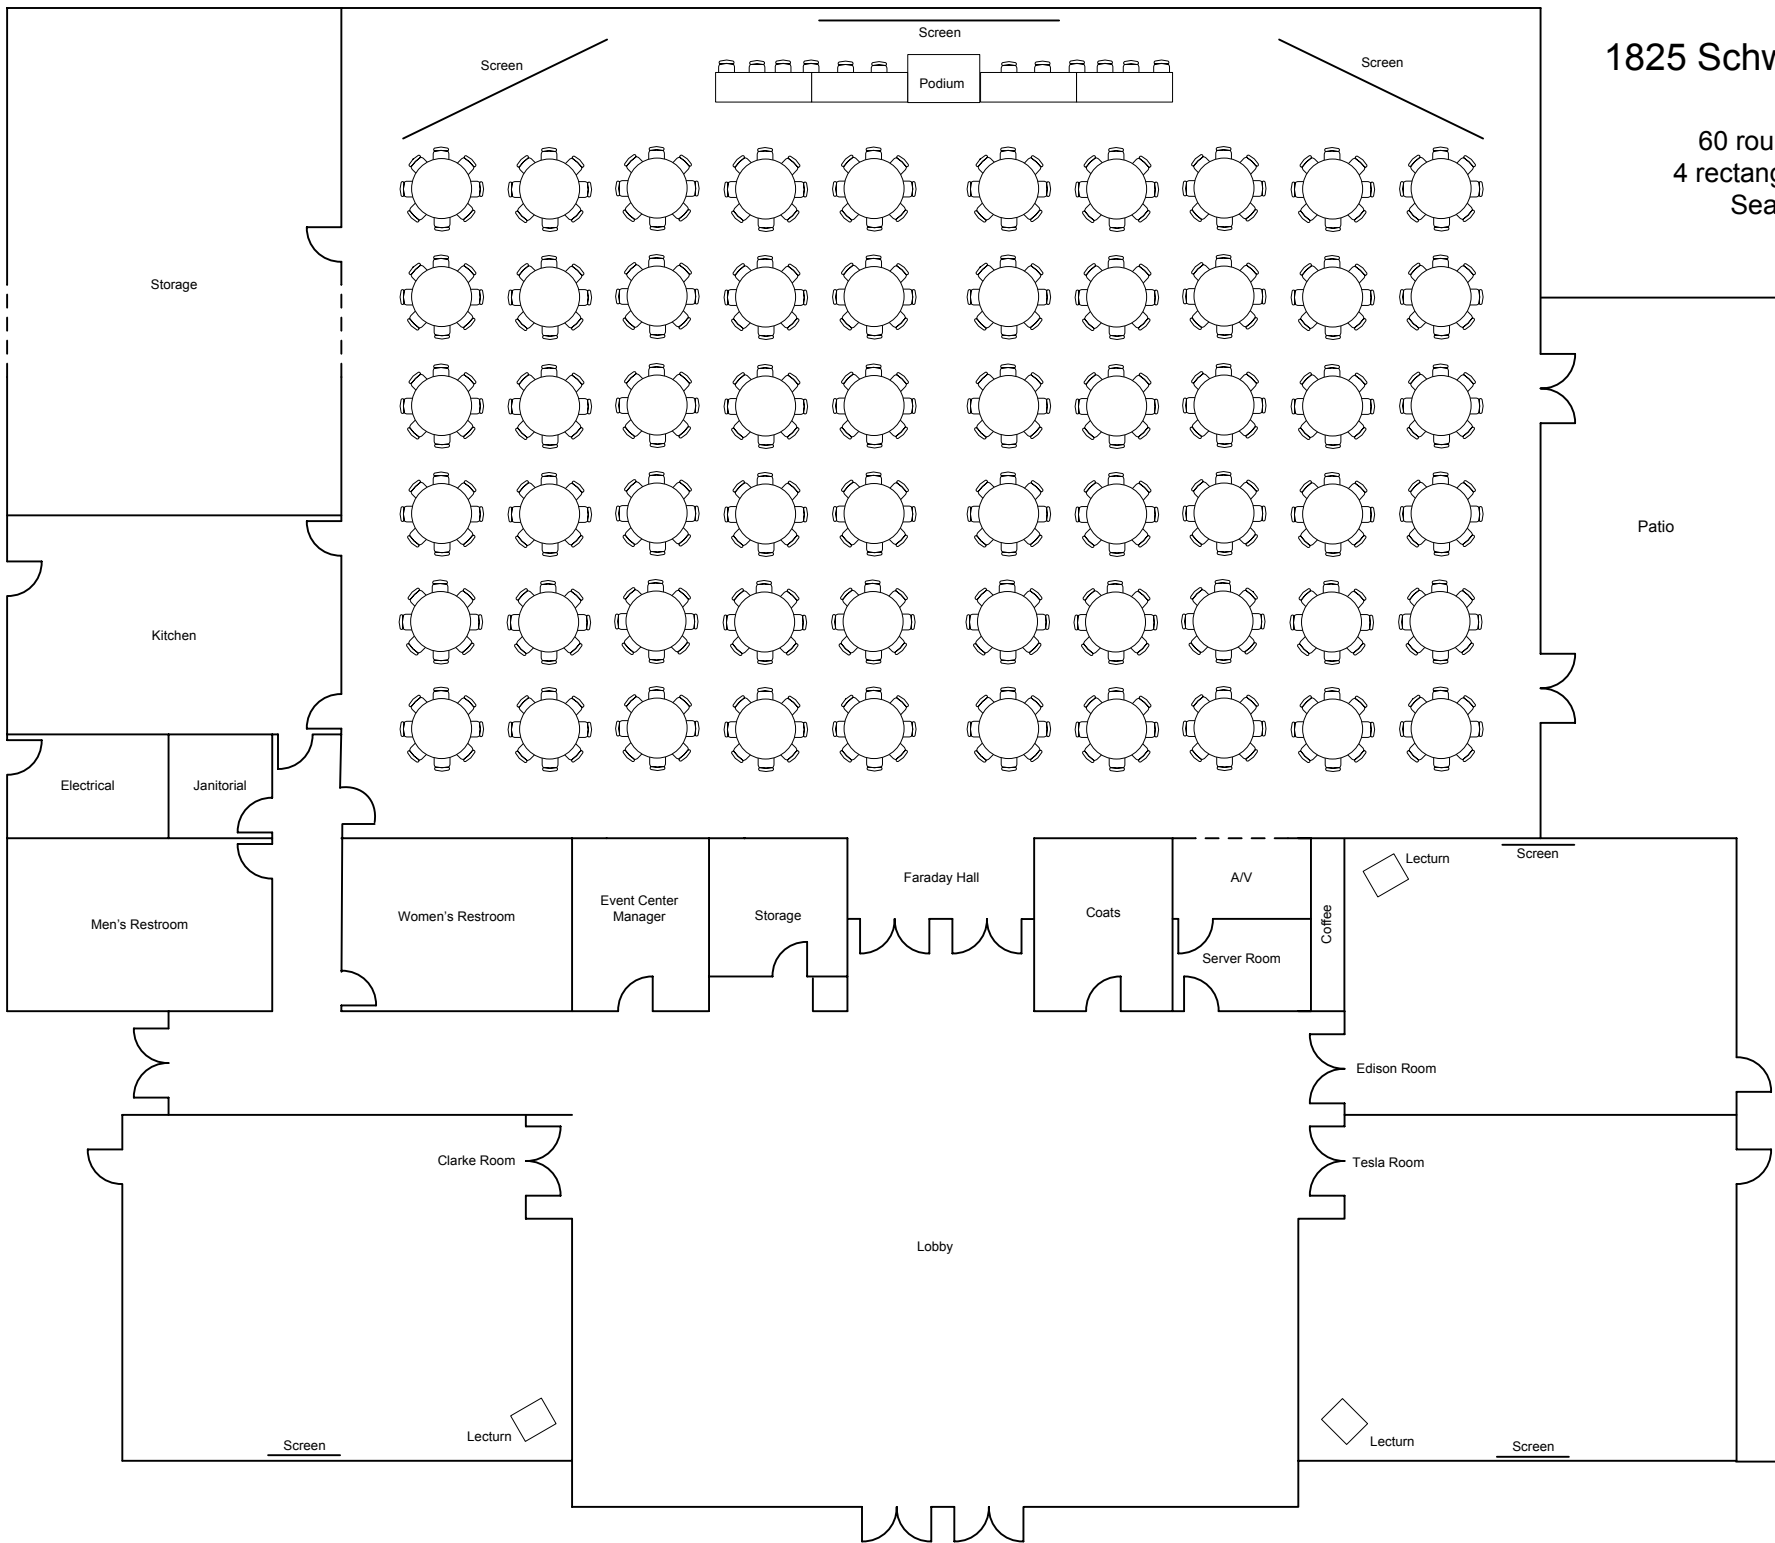 Screen
Screen
Screen
Podium
1825 Schw
60 rou
4 rectang
Sea
Storage
Patio
Kitchen
Electrical
Janitorial
Men's Restroom
Women's Restroom
Event Center
Manager
Storage
Faraday Hall
Coats
A/V
Server Room
Coffee
Lecturn
Screen
Edison Room
Clarke Room
Tesla Room
Lobby
Lecturn
Screen
Lecturn
Screen